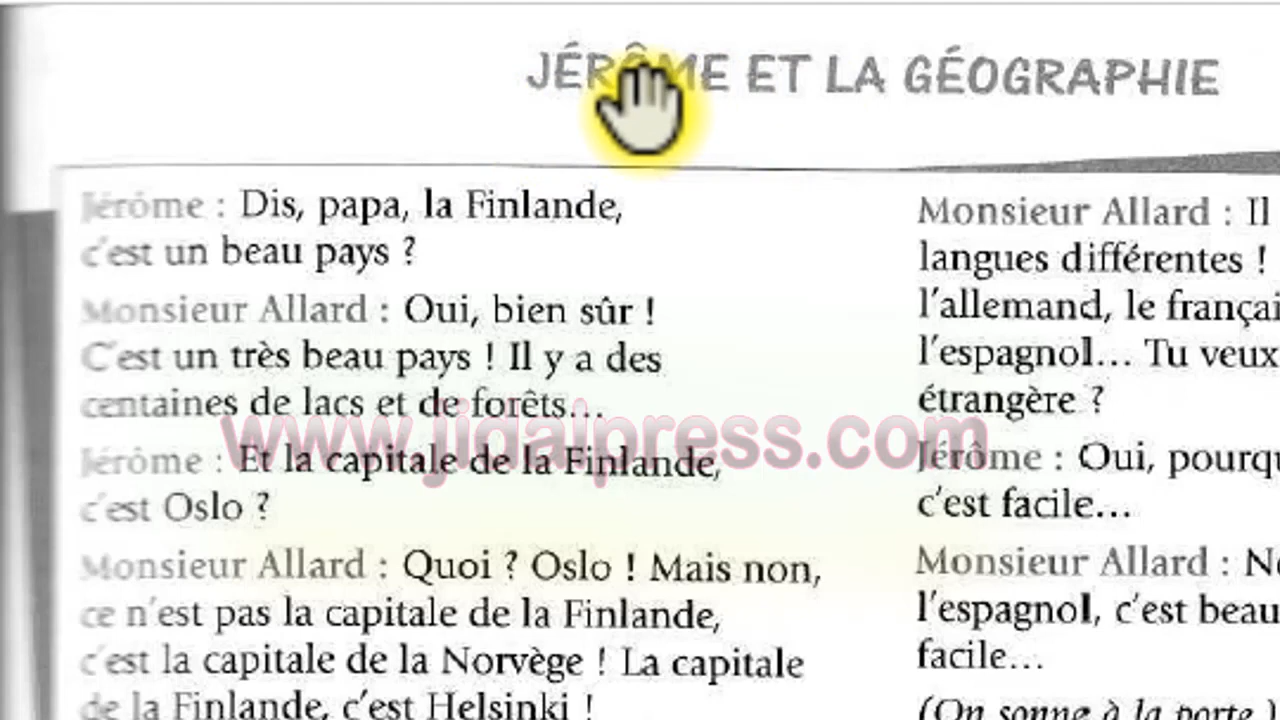 JÉRÔME ET LA GÉOGRAPHIE
Jérôme : Dis, papa, la Finlande,
c'est un beau pays ?
Monsieur Allard : Oui, bien sûr !
C'est un très beau pays ! Il y a des
centaines de lacs et de forêts…
Jérôme : Et la capitale de la Finlande,
c'est Oslo ?
Monsieur Allard : Quoi ? Oslo ! Mais non,
ce n'est pas la capitale de la Finlande,
c'est la capitale de la Norvège ! La capitale
de la Finlande, c'est Helsinki !
Monsieur Allard : Il
langues différentes !
l'allemand, le françai
l'espagnol… Tu veux
étrangère ?
Jérôme : Oui, pourqu
c'est facile…
Monsieur Allard : No
l'espagnol, c'est beau
facile…
(On sonne à la porte.)
www.jidaipress.com